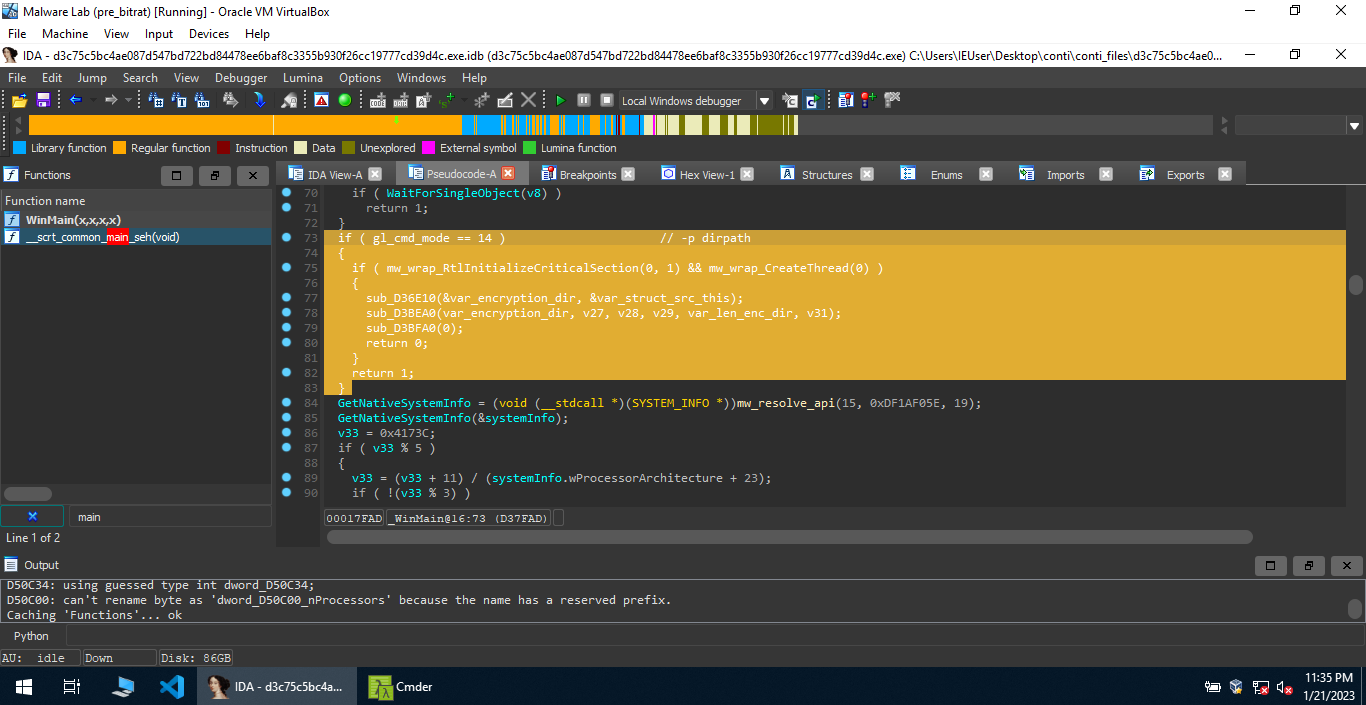 Malware Lab (pre_bitrat) [Running] - Oracle VM VirtualBox
File Machine View Input Devices Help
IDA - d3c75c5bc4ae087d547bd722bd84478ee6baf8c3355b930f26cc19777cd39d4c.exe.idb (d3c75c5bc4ae087d547bd722bd84478ee6baf8c3355b930f26cc19777cd39d4c.exe) C:\Users\IEUser\Desktop\conti\conti_files\d3c75c5bc4ae0...
File Edit Jump Search View Debugger Lumina Options Windows Help
Local Windows debugger
Library function Regular function Instruction Data Unexplored External symbol Lumina function
Functions
IDA View-A Pseudocode-A Breakpoints Hex View-1 Structures Enums Imports Exports
Function name
WinMain(x,x,x,x)
__scrt_common_main_seh(void)
70 if ( WaitForSingleObject(v8) )
71 return 1;
72 }
73 if ( gl_cmd_mode == 14 ) // -p dirpath
74 {
75 if ( mw_wrap_RtlInitializeCriticalSection(0, 1) && mw_wrap_CreateThread(0) )
76 {
77 sub_D36E10(&var_encryption_dir, &var_struct_src_this);
78 sub_D3BEA0(var_encryption_dir, v27, v28, v29, var_len_enc_dir, v31);
79 sub_D3BFA0(0);
80 return 0;
81 }
82 return 1;
83 }
84 GetNativeSystemInfo = (void (__stdcall *)(SYSTEM_INFO *))mw_resolve_api(15, 0xDF1AF05E, 19);
85 GetNativeSystemInfo(&systemInfo);
86 v33 = 0x4173C;
87 if ( v33 % 5 )
88 {
89 v33 = (v33 + 11) / (systemInfo.wProcessorArchitecture + 23);
90 if ( !(v33 % 3) )
main
00017FAD _WinMain@16:73 (D37FAD)
Line 1 of 2
Output
D50C34: using guessed type int dword_D50C34;
D50C00: can't rename byte as 'dword_D50C00_nProcessors' because the name has a reserved prefix.
Caching 'Functions'... ok
Python
AU: idle Down Disk: 86GB
IDA - d3c75c5bc4a...
Cmder
11:35 PM
1/21/2023